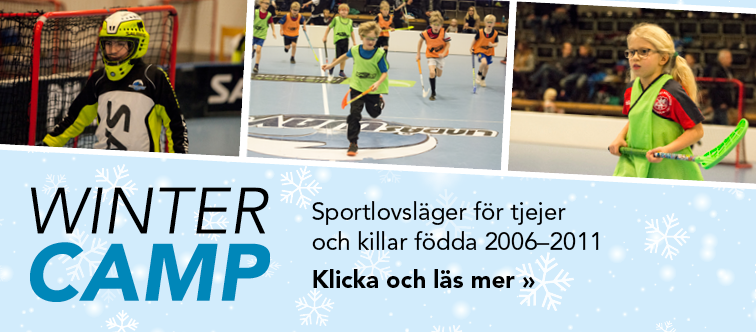 WINTER
CAMP
Sportlovsläger för tjejer
och killar födda 2006–2011
Klicka och läs mer »